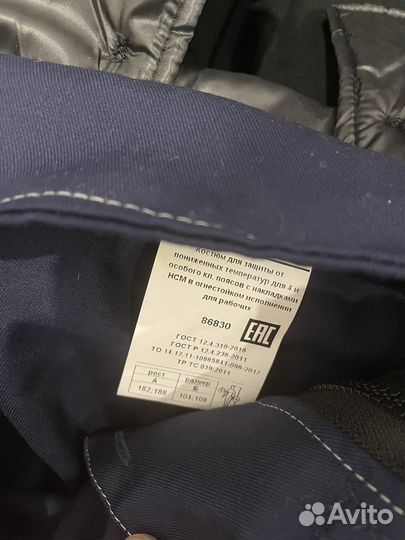 Костюм для защиты от
пониженных температур для 4 и
особого кл. поясов с накладками
НСМ в огнестойком исполнении
для рабочих
86830
EAC
ГОСТ 12.4.310-2016
ГОСТ Р 12.4.236-2011
ТО 14.12.11-10865841-098-2017
ТР ТС 019/2011
рост размер
А Б
182;188 104;108
Avito